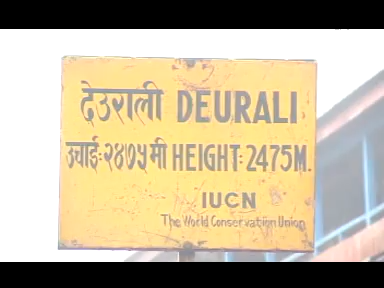 देउराली DEURALI
उचाई:२४७५ मी HEIGHT: 2475M.
IUCN
The World Conservation Union